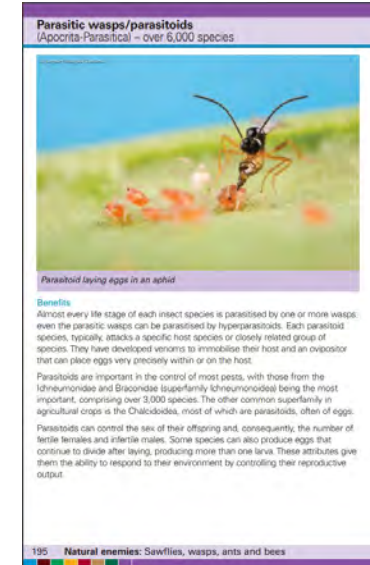 Parasitic wasps/parasitoids
(Apocrita-Parasitica) – over 6,000 species
Parasitoid laying eggs in an aphid
Benefits
Almost every life stage of each insect species is parasitised by one or more wasps
even the parasitic wasps can be parasitised by hyperparasitoids. Each parasitoid
species, typically, attacks a specific host species or closely related group of
species. They have developed venoms to immobilise their host and an ovipositor
that can place eggs very precisely within or on the host.
Parasitoids are important in the control of most pests, with those from the
Ichneumonidae and Braconidae (superfamily Ichneumonoidea) being the most
important, comprising over 3,000 species. The other common superfamily in
agricultural crops is the Chalcidoidea, most of which are parasitoids, often of eggs.
Parasitoids can control the sex of their offspring and, consequently, the number of
fertile females and infertile males. Some species can also produce eggs that
continue to divide after laying, producing more than one larva. These attributes give
them the ability to respond to their environment by controlling their reproductive
output.
195 Natural enemies: Sawflies, wasps, ants and bees